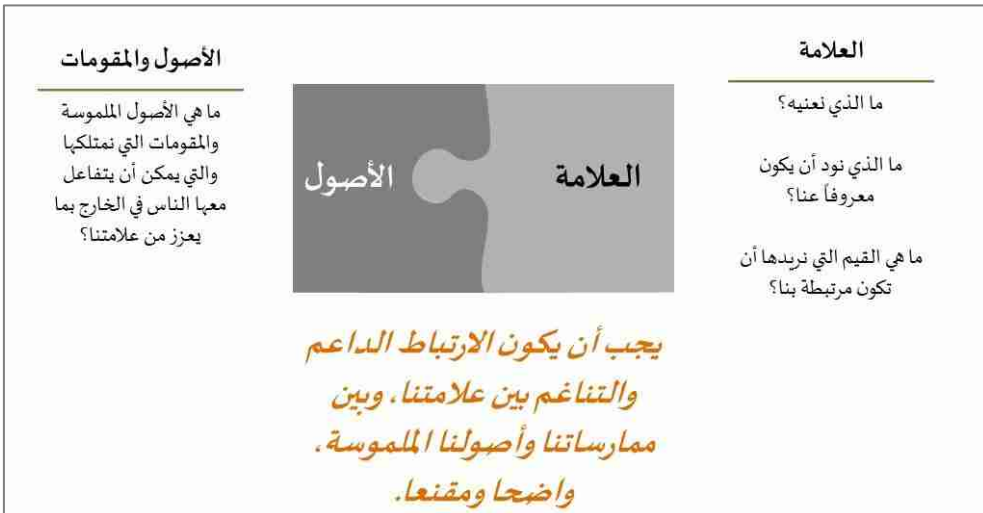 العلامة
ما الذي نعنيه؟
ما الذي نود أن يكون
معروفاً عنا؟
ما هي القيم التي نريدها أن
تكون مرتبطة بنا؟
العلامة
الأصول
الأصول والمقومات
ما هي الأصول الملموسة
والمقومات التي نمتلكها
والتي يمكن أن يتفاعل
معها الناس في الخارج بما
يعزز من علامتنا؟
يجب أن يكون الارتباط الداعم
والتناغم بين علامتنا، وبين
ممارساتنا وأصولنا الملموسة،
واضحا ومقنعا.